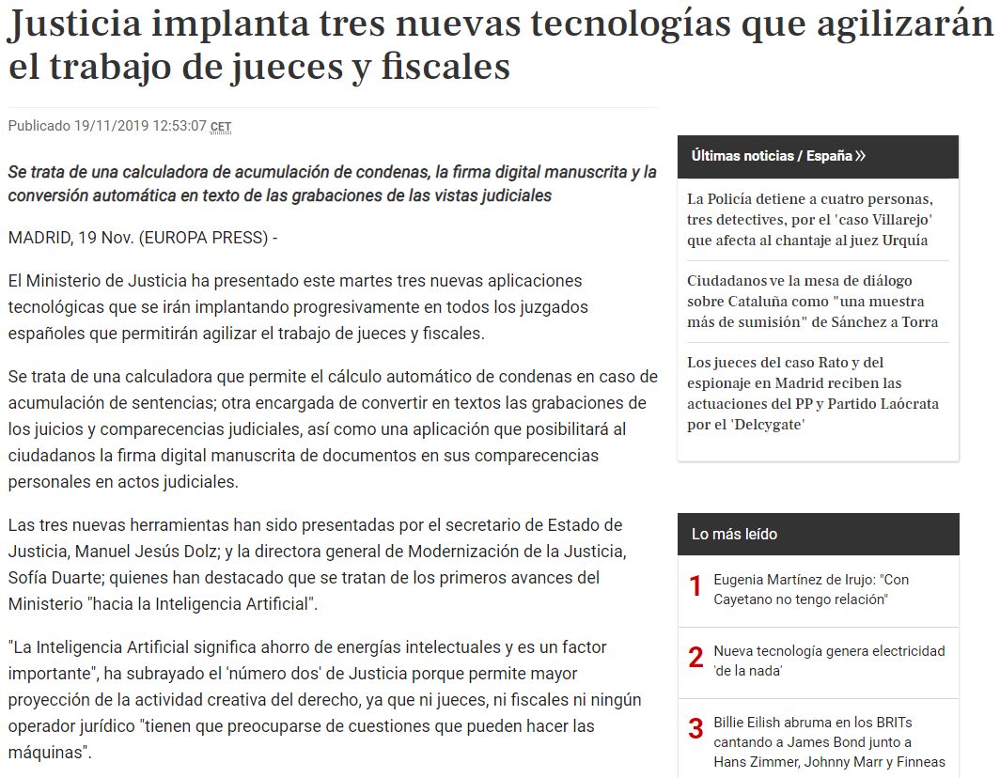 Justicia implanta tres nuevas tecnologías que agilizarán
el trabajo de jueces y fiscales
Publicado 19/11/2019 12:53:07 CET
Se trata de una calculadora de acumulación de condenas, la firma digital manuscrita y la
conversión automática en texto de las grabaciones de las vistas judiciales
MADRID, 19 Nov. (EUROPA PRESS) -
El Ministerio de Justicia ha presentado este martes tres nuevas aplicaciones
tecnológicas que se irán implantando progresivamente en todos los juzgados
españoles que permitirán agilizar el trabajo de jueces y fiscales.
Se trata de una calculadora que permite el cálculo automático de condenas en caso de
acumulación de sentencias; otra encargada de convertir en textos las grabaciones de
los juicios y comparecencias judiciales, así como una aplicación que posibilitará al
ciudadanos la firma digital manuscrita de documentos en sus comparecencias
personales en actos judiciales.
Las tres nuevas herramientas han sido presentadas por el secretario de Estado de
Justicia, Manuel Jesús Dolz; y la directora general de Modernización de la Justicia,
Sofía Duarte; quienes han destacado que se tratan de los primeros avances del
Ministerio "hacia la Inteligencia Artificial".
"La Inteligencia Artificial significa ahorro de energías intelectuales y es un factor
importante", ha subrayado el 'número dos' de Justicia porque permite mayor
proyección de la actividad creativa del derecho, ya que ni jueces, ni fiscales ni ningún
operador jurídico "tienen que preocuparse de cuestiones que pueden hacer las
máquinas".
Últimas noticias / España »
La Policía detiene a cuatro personas,
tres detectives, por el 'caso Villarejo'
que afecta al chantaje al juez Urquía
Ciudadanos ve la mesa de diálogo
sobre Cataluña como "una muestra
más de sumisión" de Sánchez a Torra
Los jueces del caso Rato y del
espionaje en Madrid reciben las
actuaciones del PP y Partido Laócrata
por el 'Delcygate'
Lo más leído
1 Eugenia Martínez de Irujo: "Con
Cayetano no tengo relación"
2 Nueva tecnología genera electricidad
'de la nada'
3 Billie Eilish abruma en los BRITs
cantando a James Bond junto a
Hans Zimmer, Johnny Marr y Finneas